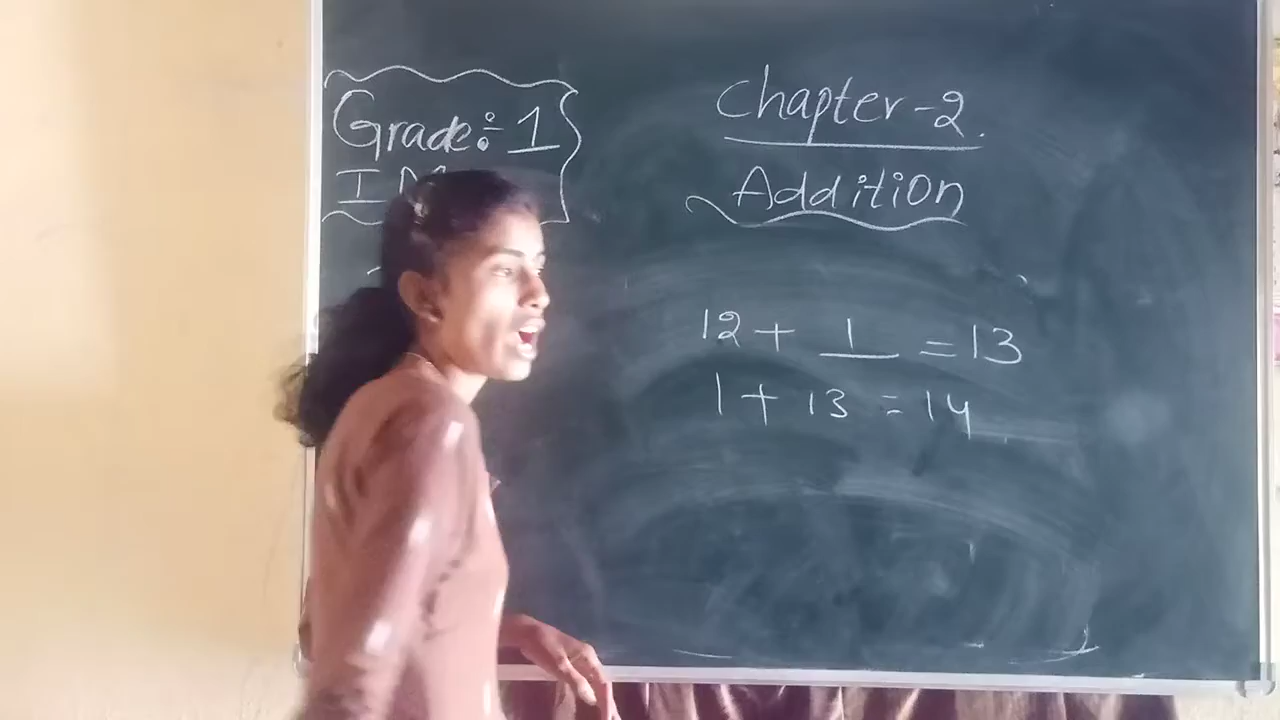 Grade: 1
I
Chapter-2.
Addition
12 + 1 = 13
1 + 13 = 14